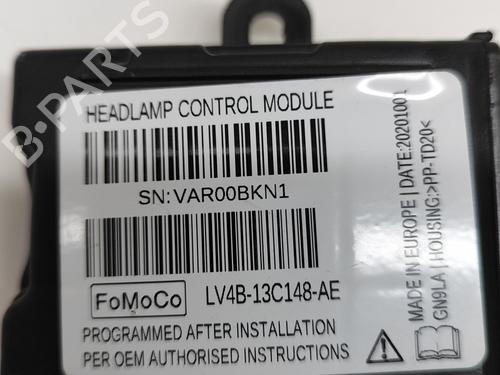 B-PARTS
HEADLAMP CONTROL MODULE
SN:VAR00BKN1
FoMoCo LV4B-13C148-AE
PROGRAMMED AFTER INSTALLATION
PER OEM AUTHORISED INSTRUCTIONS
MADE IN EUROPE | DATE:20201001
GN9LA | HOUSING:>PP-TD20<